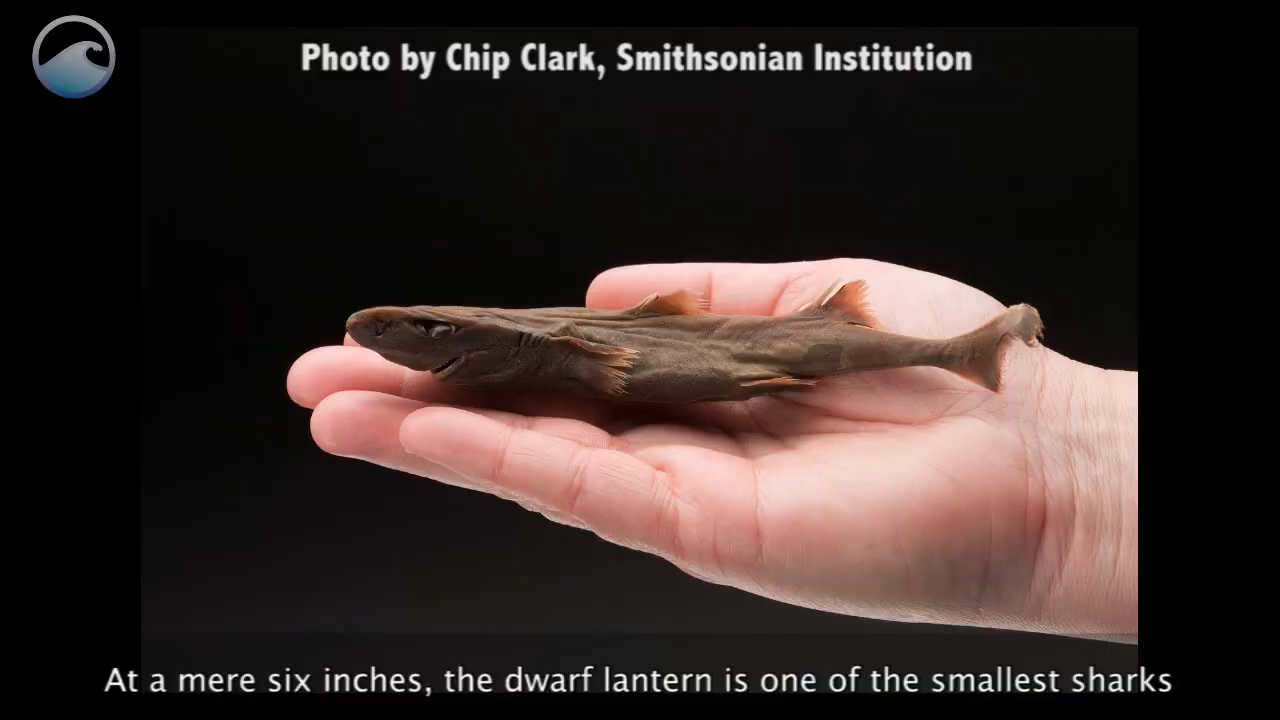 Photo by Chip Clark, Smithsonian Institution
At a mere six inches, the dwarf lantern is one of the smallest sharks